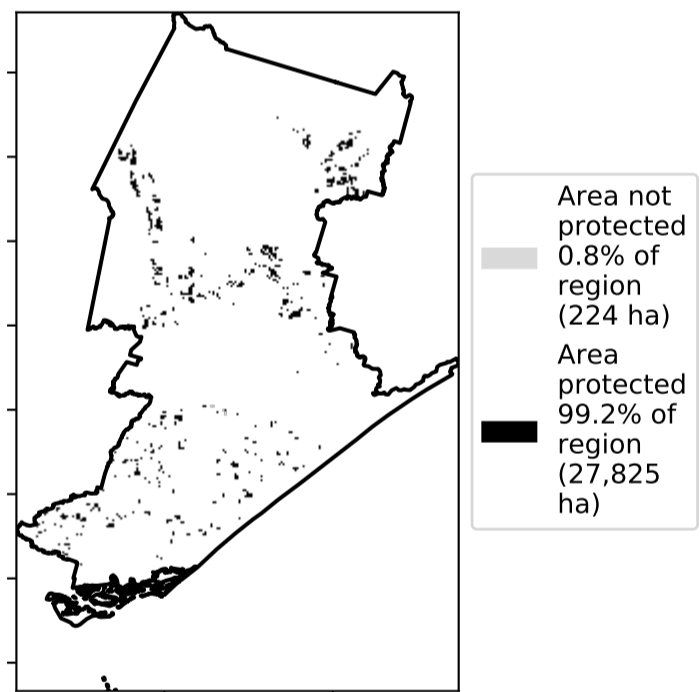 Area not
protected
0.8% of
region
(224 ha)
Area
protected
99.2% of
region
(27,825
ha)